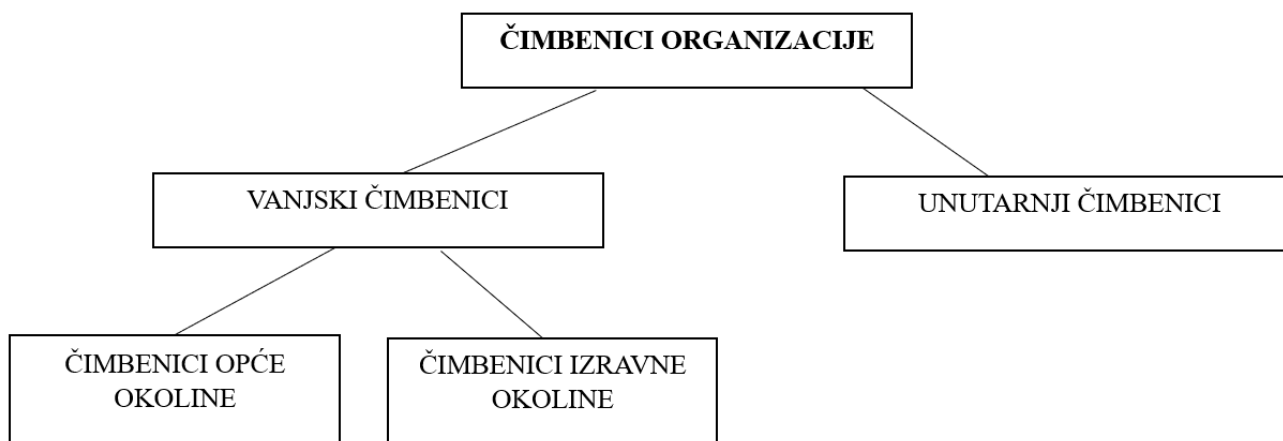 ČIMBENICI ORGANIZACIJE
VANJSKI ČIMBENICI
UNUTARNJI ČIMBENICI
ČIMBENICI OPĆE
OKOLINE
ČIMBENICI IZRAVNE
OKOLINE